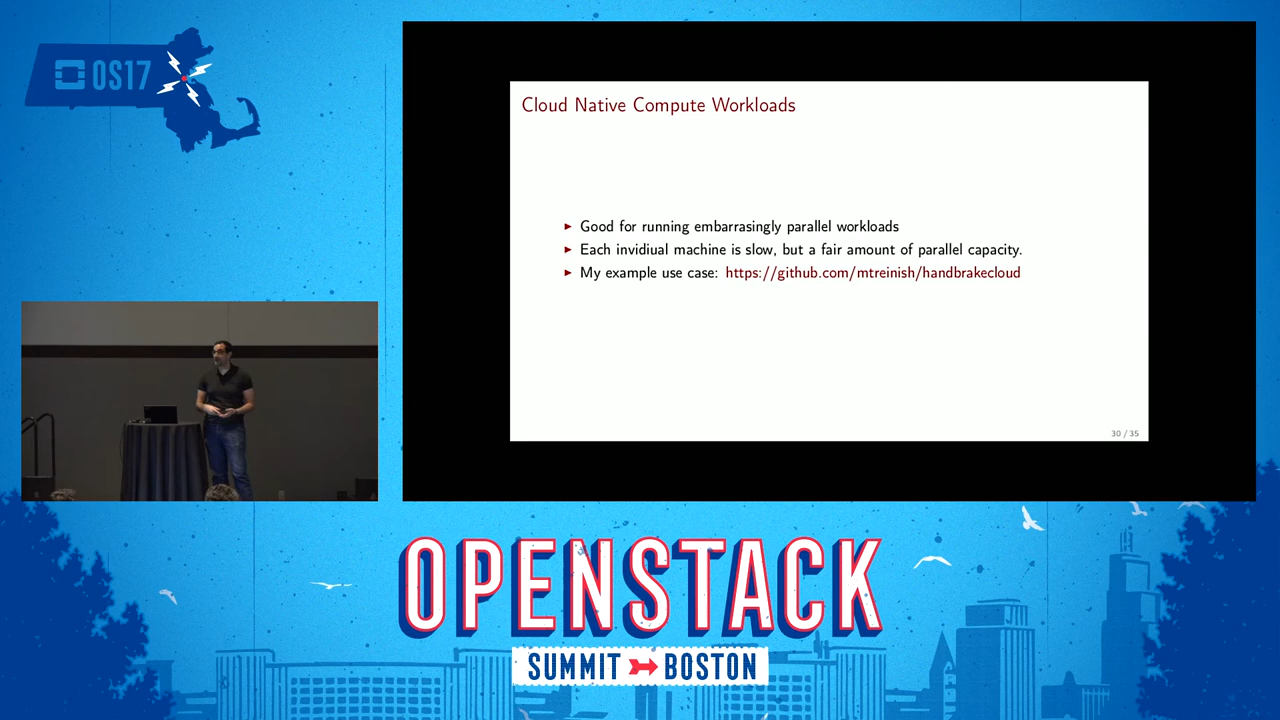 OS17
Cloud Native Compute Workloads
Good for running embarrasingly parallel workloads
Each invidiual machine is slow, but a fair amount of parallel capacity.
My example use case: https://github.com/mtreinish/handbrakecloud
30 / 35
OPENSTACK
SUMMIT BOSTON